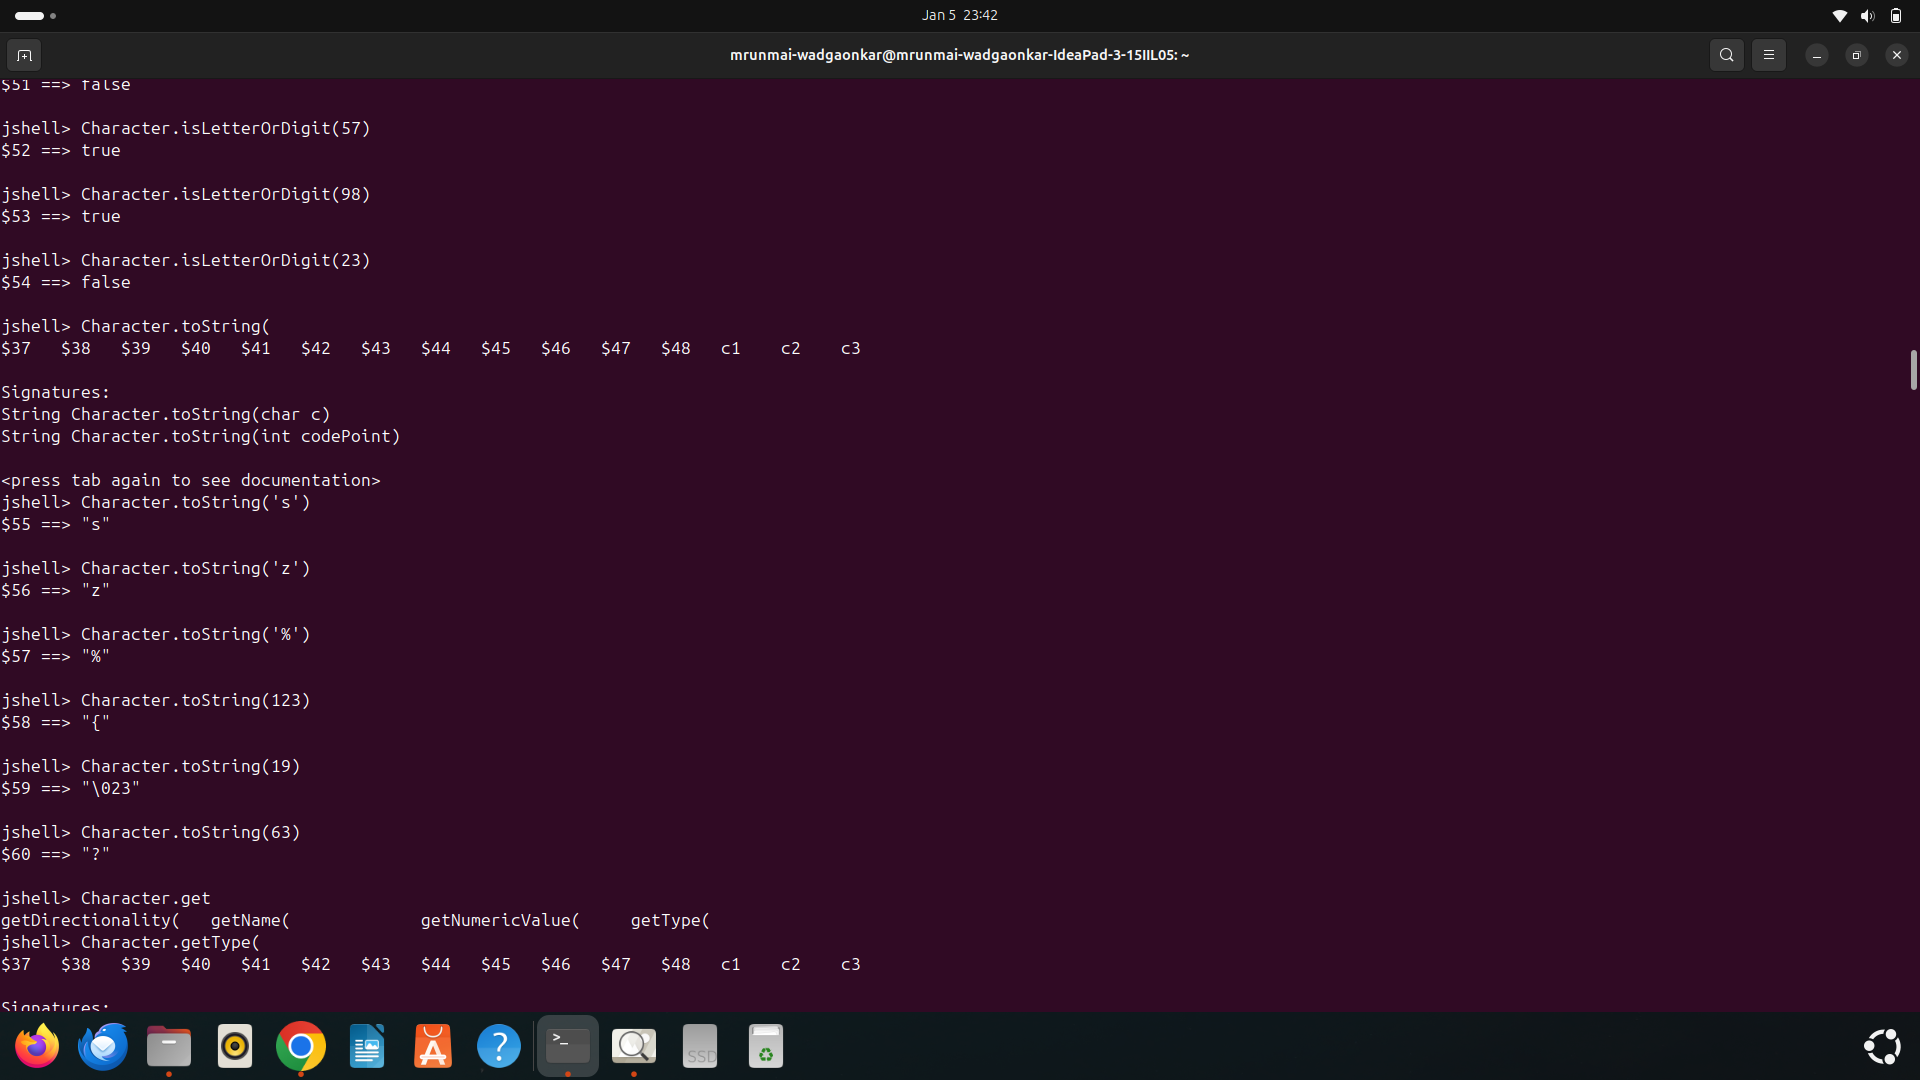 Jan 5 23:42
mrunmai-wadgaonkar@mrunmai-wadgaonkar-IdeaPad-3-15IIL05: ~
$51 ==> false
jshell> Character.isLetterOrDigit(57)
$52 ==> true
jshell> Character.isLetterOrDigit(98)
$53 ==> true
jshell> Character.isLetterOrDigit(23)
$54 ==> false
jshell> Character.toString(
$37 $38 $39 $40 $41 $42 $43 $44 $45 $46 $47 $48 c1 c2 c3
Signatures:
String Character.toString(char c)
String Character.toString(int codePoint)
<press tab again to see documentation>
jshell> Character.toString('s')
$55 ==> "s"
jshell> Character.toString('z')
$56 ==> "z"
jshell> Character.toString('%')
$57 ==> "%"
jshell> Character.toString(123)
$58 ==> "{"
jshell> Character.toString(19)
$59 ==> "\023"
jshell> Character.toString(63)
$60 ==> "?"
jshell> Character.get
getDirectionality( getName( getNumericValue( getType(
jshell> Character.getType(
$37 $38 $39 $40 $41 $42 $43 $44 $45 $46 $47 $48 c1 c2 c3
Signatures:
>_
?
SSD